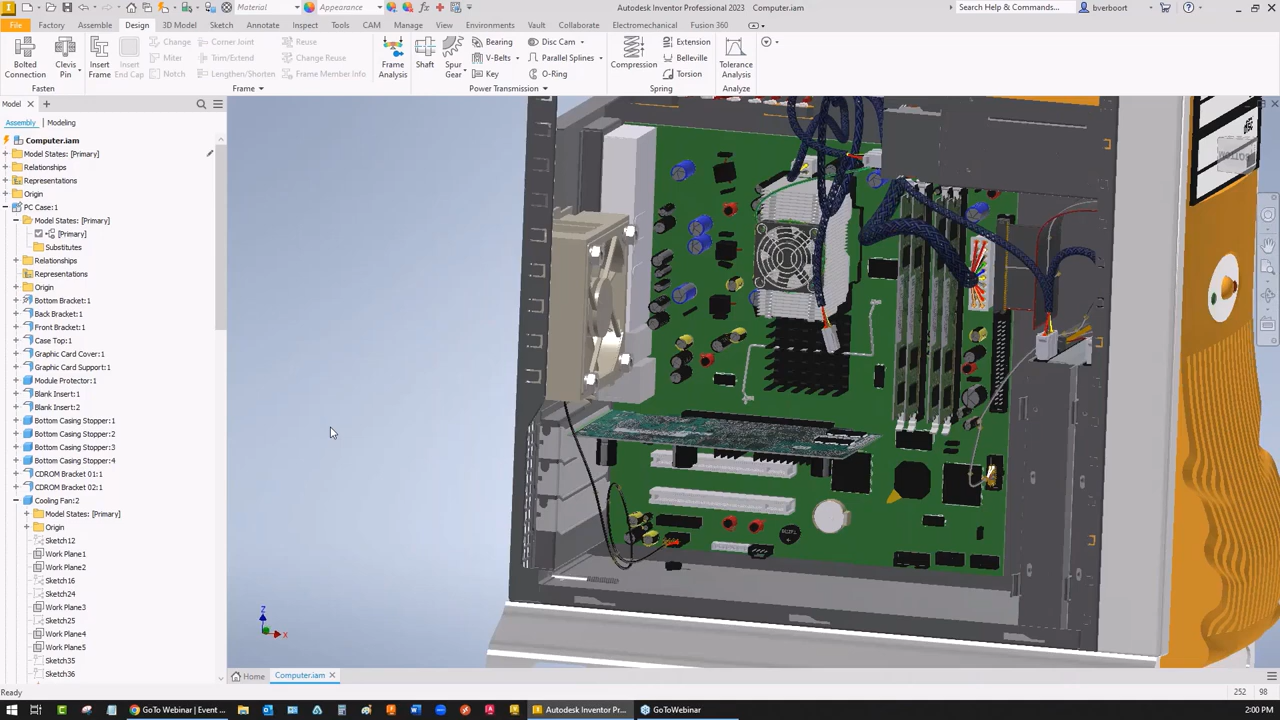 Material
Appearance
Autodesk Inventor Professional 2023 Computer.iam
Search Help & Commands...
bverboort
File
Assemble
Design
3D Model
Sketch
Annotate
Inspect
Tools
CAM
Manage
View
Environments
Vault
Collaborate
Electromechanical
Fusion 360
Bolted Connection
Clevis Pin
Insert Frame
Insert End Cap
Change
Miter
Notch
Corner Joint
Trim/Extend
Lengthen/Shorten
Reuse
Change Reuse
Frame Member Info
Frame Analysis
Shaft
Spur Gear
Bearing
V-Belts
Key
Disc Cam
Parallel Splines
O-Ring
Compression
Extension
Belleville
Torsion
Tolerance Analysis
Fasten
Frame
Power Transmission
Spring
Analyze
Model
Assembly
Modeling
Computer.iam
Model States: [Primary]
Relationships
Representations
Origin
PC Case:1
Model States: [Primary]
[Primary]
Substitutes
Relationships
Representations
Origin
Bottom Bracket:1
Back Bracket:1
Front Bracket:1
Case Top:1
Graphic Card Cover:1
Graphic Card Support:1
Module Protector:1
Blank Insert:1
Blank Insert:2
Bottom Casing Stopper:1
Bottom Casing Stopper:2
Bottom Casing Stopper:3
Bottom Casing Stopper:4
CDROM Bracket 01:1
CDROM Bracket 02:1
Cooling Fan:2
Model States: [Primary]
Origin
Sketch12
Work Plane1
Work Plane2
Sketch16
Sketch24
Work Plane3
Sketch25
Work Plane4
Work Plane5
Sketch35
Sketch36
Z
X
Home
Computer.iam
Ready
252
98
GoTo Webinar | Event ...
Autodesk Inventor Pr...
GoToWebinar
2:00 PM